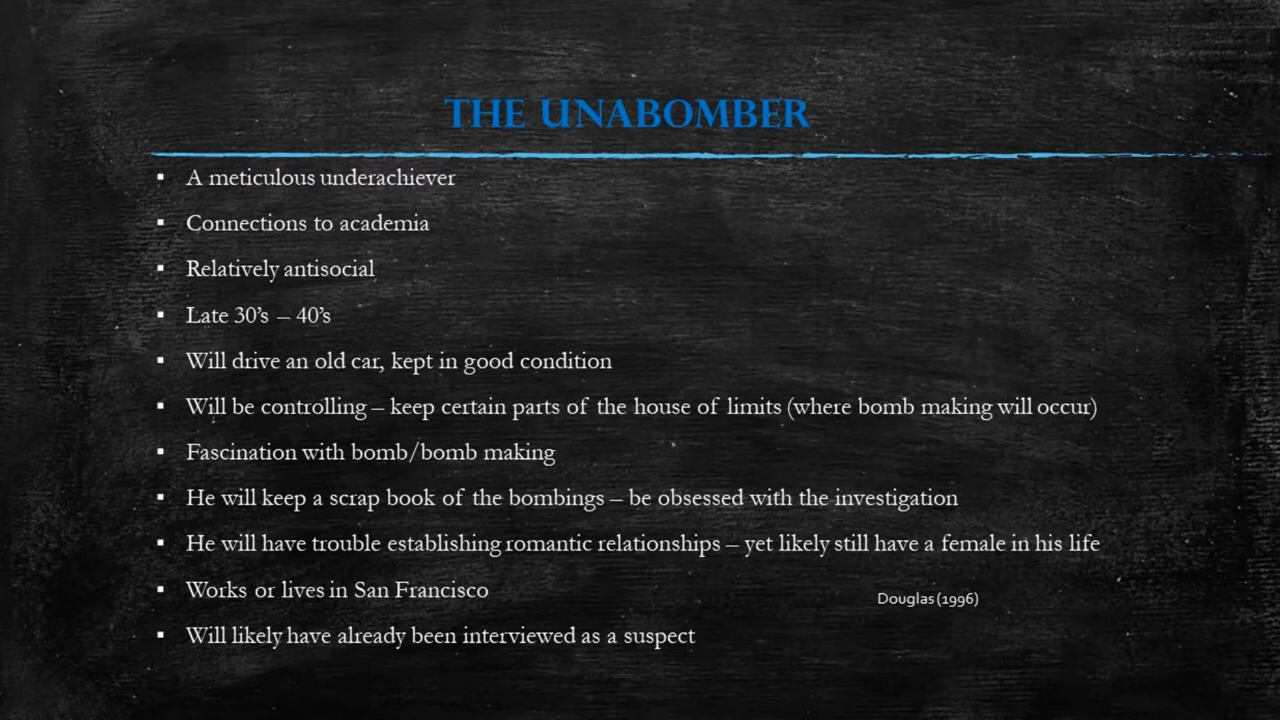 THE UNABOMBER
▪ A meticulous underachiever
▪ Connections to academia
▪ Relatively antisocial
▪ Late 30’s – 40’s
▪ Will drive an old car, kept in good condition
▪ Will be controlling – keep certain parts of the house of limits (where bomb making will occur)
▪ Fascination with bomb/bomb making
▪ He will keep a scrap book of the bombings – be obsessed with the investigation
▪ He will have trouble establishing romantic relationships – yet likely still have a female in his life
▪ Works or lives in San Francisco
Douglas (1996)
▪ Will likely have already been interviewed as a suspect